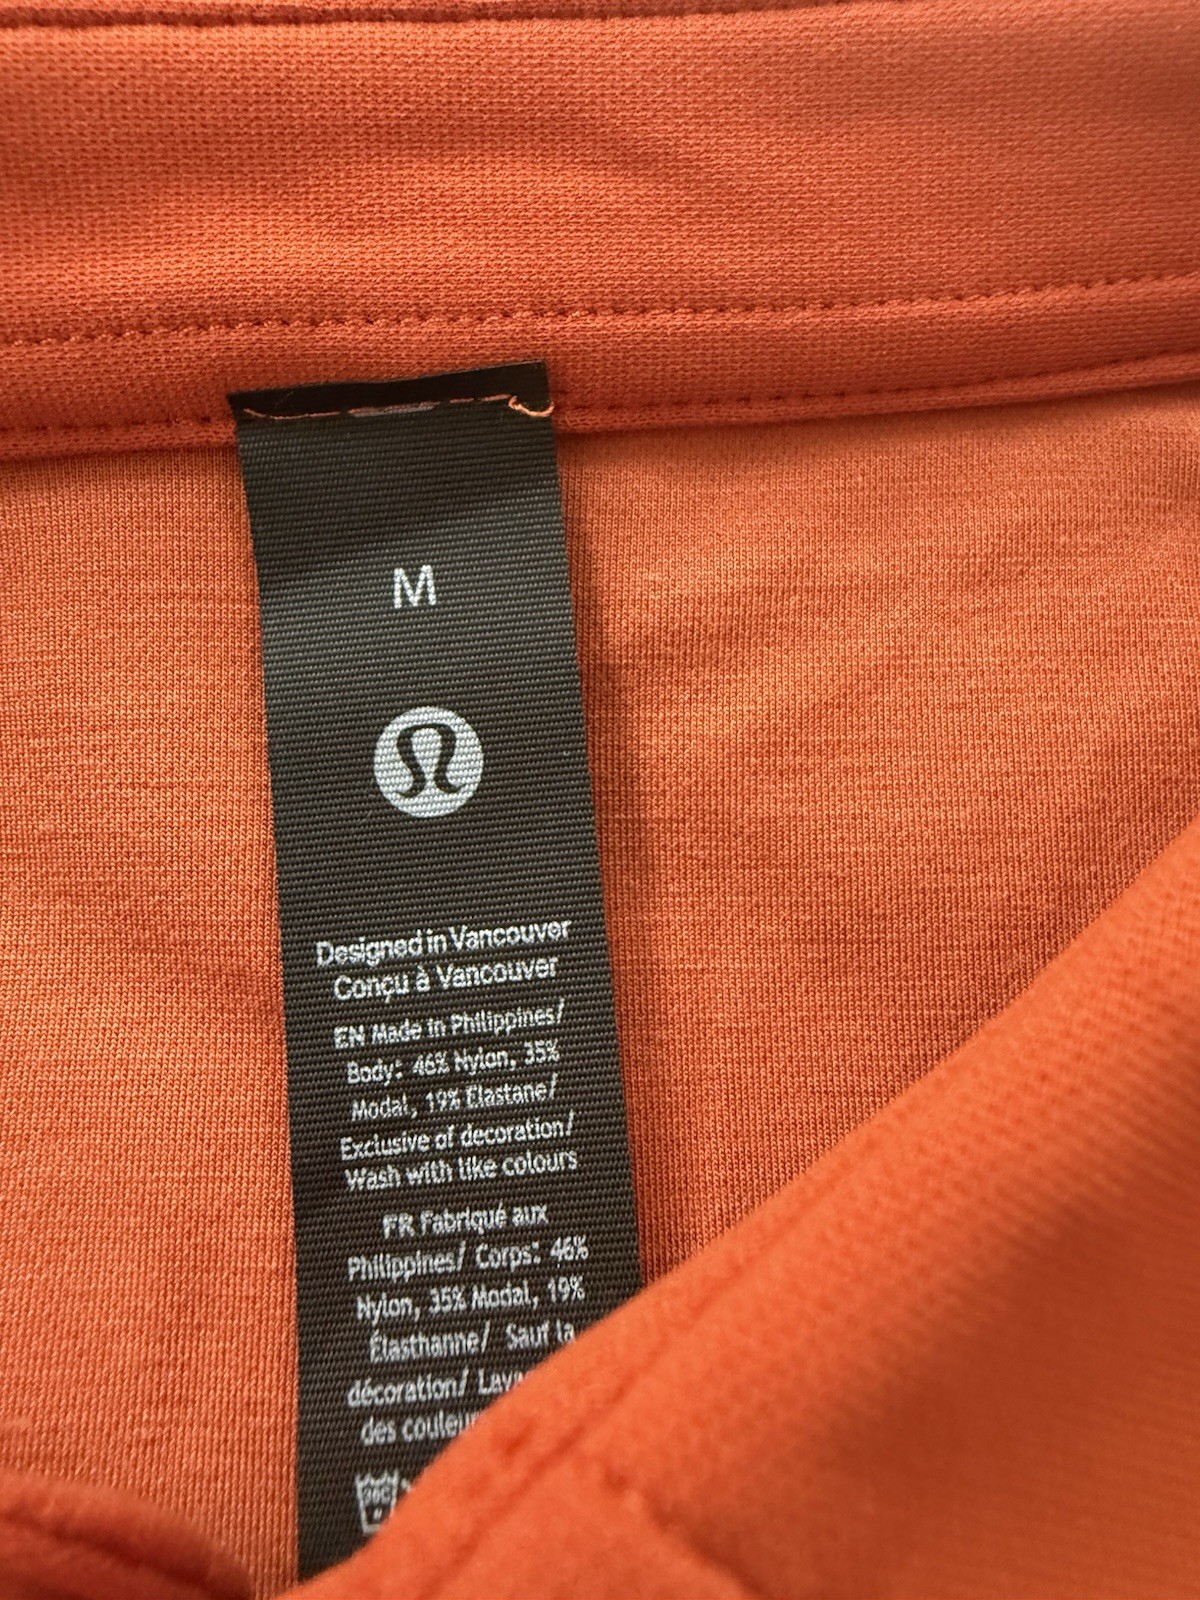 M
Designed in Vancouver
Conçu à Vancouver
EN Made in Philippines/
Body: 46% Nylon, 35%
Modal, 19% Elastane/
Exclusive of decoration/
Wash with like colours
FR Fabriqué aux
Philippines/ Corps: 46%
Nylon, 35% Modal, 19%
Élasthanne/ Sauf la
décoration/
des